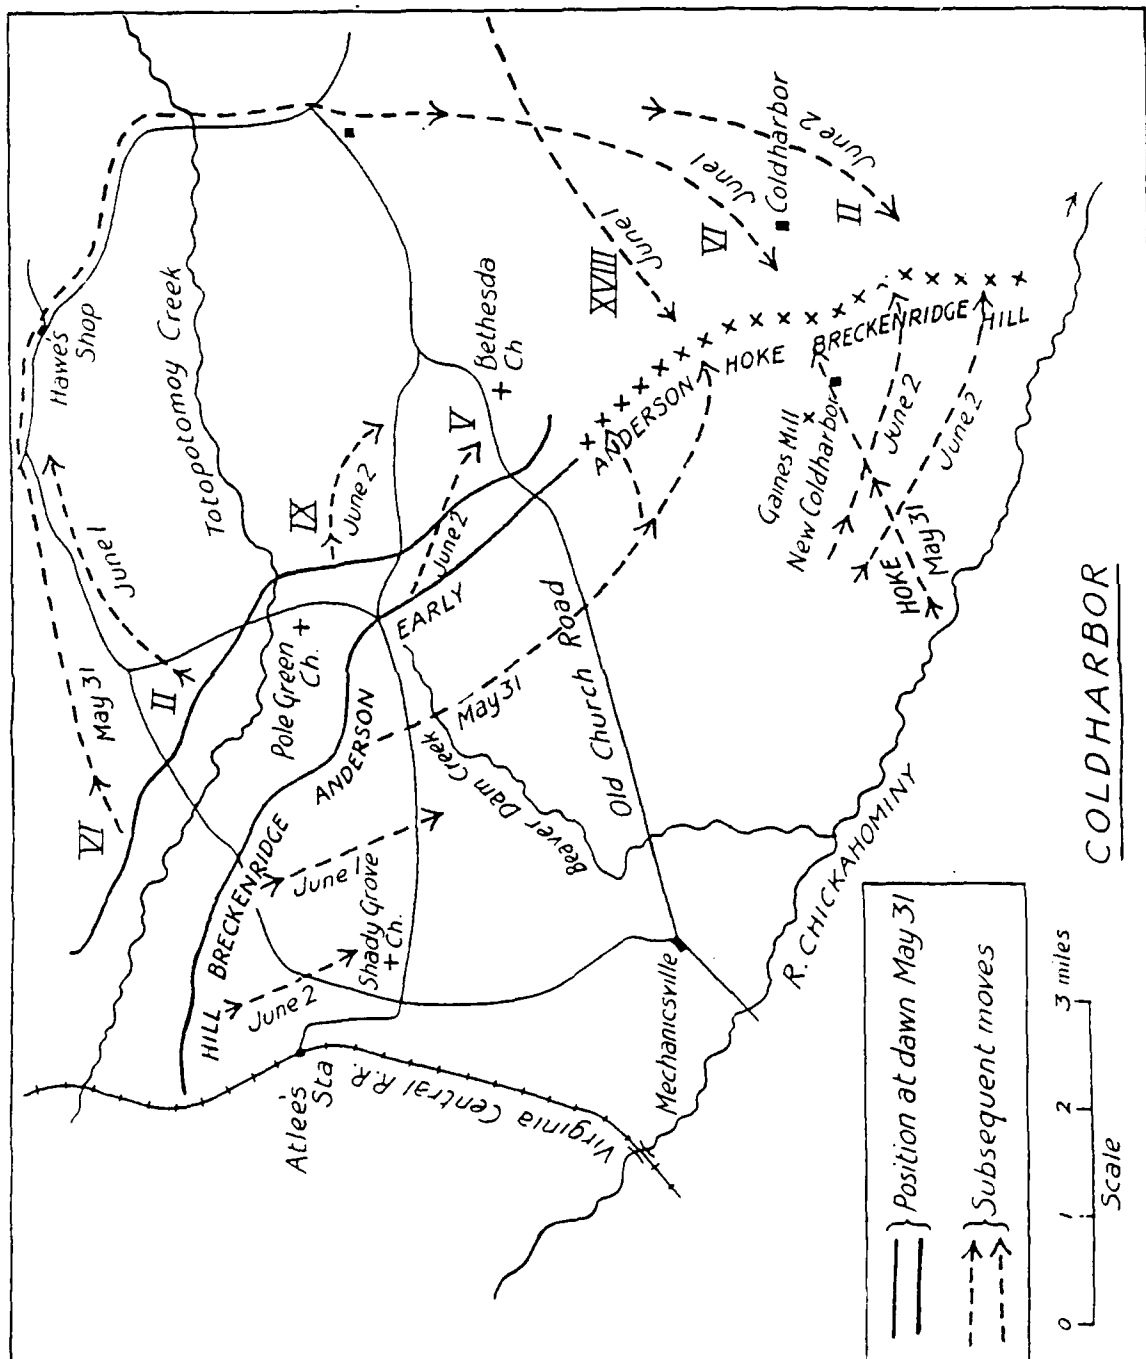 Hawe's
Shop
Totopotomoy Creek
May 31
June 1
VI
II
IX
June 2
V
June 2
Bethesda
Ch
XVIII
June 1
VI
June 1
Coldharbor
II
June 2
Pole Green
Ch.
EARLY
ANDERSON
BRECKENRIDGE
HILL
June 2
June 1
May 31
Shady Grove
Ch.
Atlee's
Sta
Virginia Central R.R.
Beaver Dam Creek
Old Church Road
Mechanicsville
R. CHICKAHOMINY
ANDERSON
HOKE
BRECKENRIDGE
HILL
Gaines Mill
New Coldharbor
June 2
June 2
HOKE
May 31
COLDHARBOR
Position at dawn May 31
Subsequent moves
0 1 2 3 miles
Scale